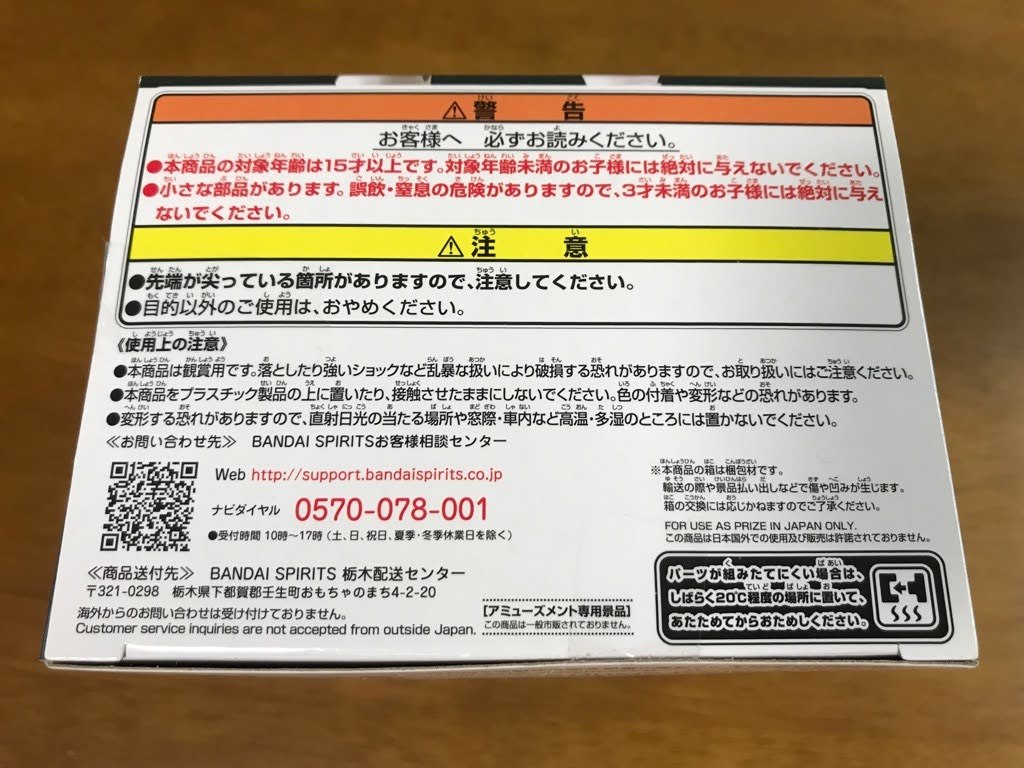 ⚠警告
お客様へ 必ずお読みください。
●本商品の対象年齢は15才以上です。対象年齢未満のお子様には絶対に与えないでください。
●小さな部品があります。誤飲・窒息の危険がありますので、3才未満のお子様には絶対に与え
ないでください。
⚠注意
●先端が尖っている箇所がありますので、注意してください。
●目的以外のご使用は、おやめください。
《使用上の注意》
●本商品は観賞用です。落としたり強いショックなど乱暴な扱いにより破損する恐れがありますので、お取り扱いにはご注意ください。
●本商品をプラスチック製品の上に置いたり、接触させたままにしないでください。色の付着や変形などの恐れがあります。
●変形する恐れがありますので、直射日光の当たる場所や窓際・車内など高温・多湿のところには置かないでください。
≪お問い合わせ先≫ BANDAI SPIRITSお客様相談センター
Web http://support.bandaispirits.co.jp
ナビダイヤル 0570-078-001
●受付時間 10時~17時 (土、日、祝日、夏季・冬季休業日を除く)
≪商品送付先≫ BANDAI SPIRITS 栃木配送センター
〒321-0298 栃木県下都賀郡壬生町おもちゃのまち4-2-20
海外からのお問い合わせは受け付けておりません。
Customer service inquiries are not accepted from outside Japan.
[アミューズメント専用景品]
この商品は一般市販されておりません。
※本商品の箱は梱包材です。
輸送の際や景品払い出しなどで傷や凹みが生じます。
箱の交換には応じかねますのでご了承ください。
FOR USE AS PRIZE IN JAPAN ONLY.
この商品は日本国外での使用及び販売は許諾されておりません。
パーツが組みたてにくい場合は、
しばらく20℃程度の場所に置いて、
あたためてからおためしください。